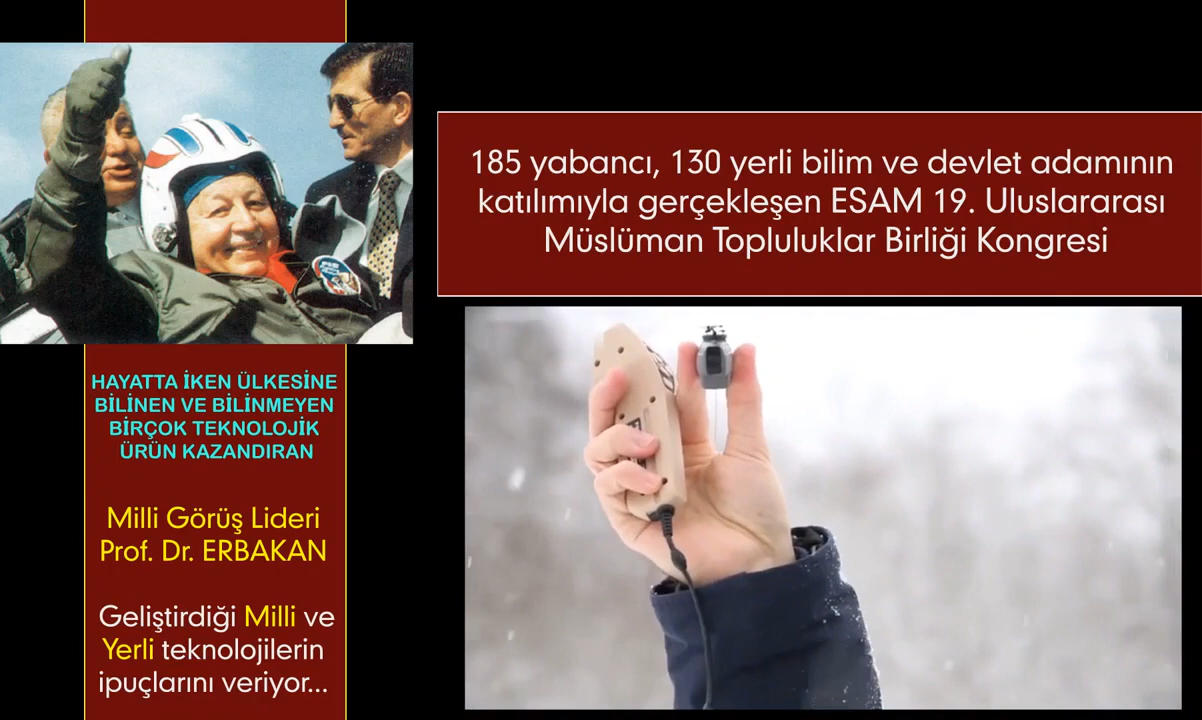 185 yabancı, 130 yerli bilim ve devlet adamının
katılımıyla gerçekleşen ESAM 19. Uluslararası
Müslüman Topluluklar Birliği Kongresi
HAYATTA İKEN ÜLKESİNE
BİLİNEN VE BİLİNMEYEN
BİRÇOK TEKNOLOJİK
ÜRÜN KAZANDIRAN
Milli Görüş Lideri
Prof. Dr. ERBAKAN
Geliştirdiği Milli ve
Yerli teknolojilerin
ipuçlarını veriyor...